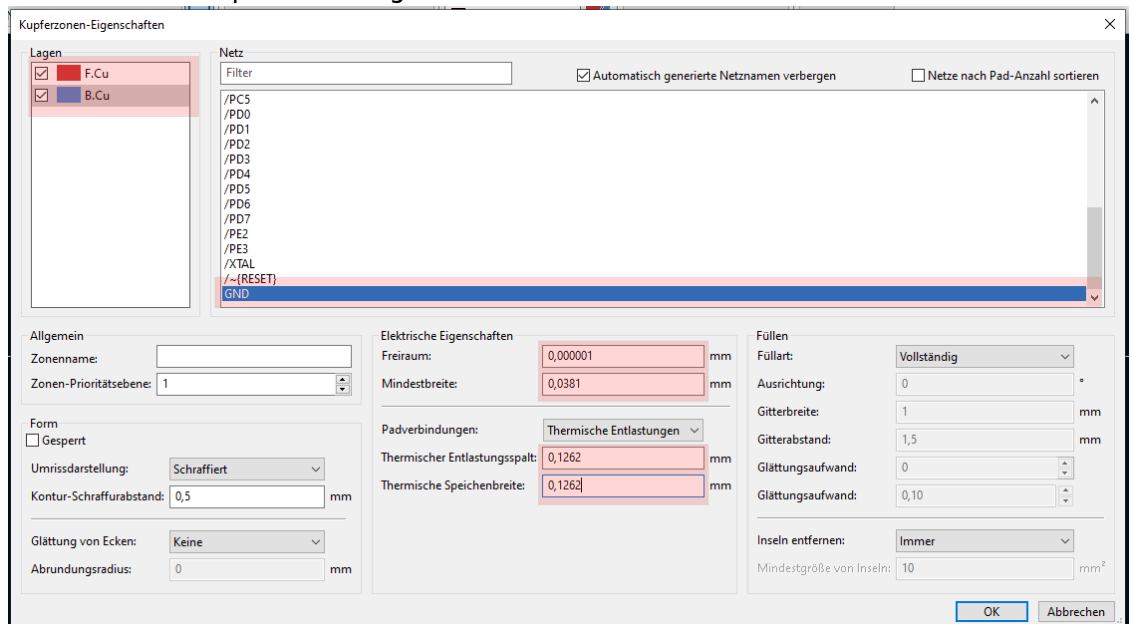 Kupferzonen-Eigenschaften
Lagen
F.Cu
B.Cu
Netz
Filter
Automatisch generierte Netznamen verbergen
Netze nach Pad-Anzahl sortieren
/PC5
/PD0
/PD1
/PD2
/PD3
/PD4
/PD5
/PD6
/PD7
/PE2
/PE3
/XTAL
/~{RESET}
GND
Allgemein
Zonenname:
Zonen-Prioritätsebene: 1
Form
Gesperrt
Umrissdarstellung: Schraffiert
Kontur-Schraffurabstand: 0,5 mm
Glättung von Ecken: Keine
Abrundungsradius: 0 mm
Elektrische Eigenschaften
Freiraum: 0,000001 mm
Mindestbreite: 0,0381 mm
Padverbindungen: Thermische Entlastungen
Thermischer Entlastungsspalt: 0,1262 mm
Thermische Speichenbreite: 0,1262 mm
Füllen
Füllart: Vollständig
Ausrichtung: 0 °
Gitterbreite: 1 mm
Gitterabstand: 1,5 mm
Glättungsaufwand: 0
Glättungsaufwand: 0,10
Inseln entfernen: Immer
Mindestgröße von Inseln: 10 mm²
OK
Abbrechen